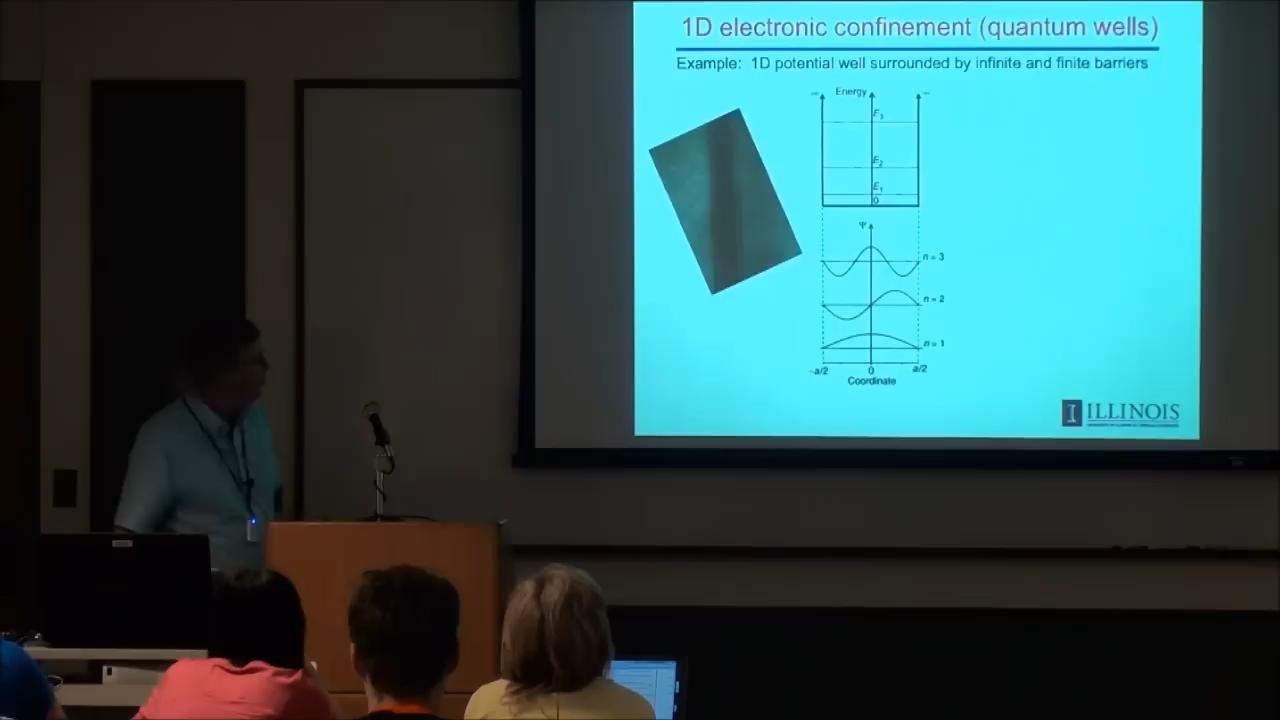 1D electronic confinement (quantum wells)
Example: 1D potential well surrounded by infinite and finite barriers
∞ Energy ∞
E3
E2
E1
0
Ψ
n = 3
n = 2
n = 1
-a/2 0 a/2
Coordinate
I ILLINOIS